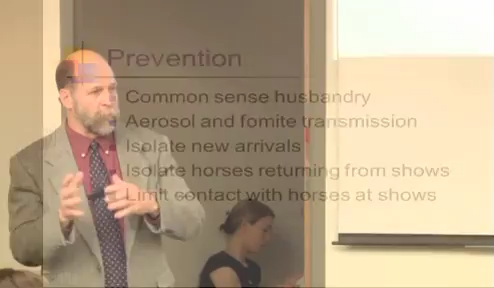 Prevention
Common sense husbandry
Aerosol and fomite transmission
Isolate new arrivals
Isolate horses returning from shows
Limit contact with horses at shows